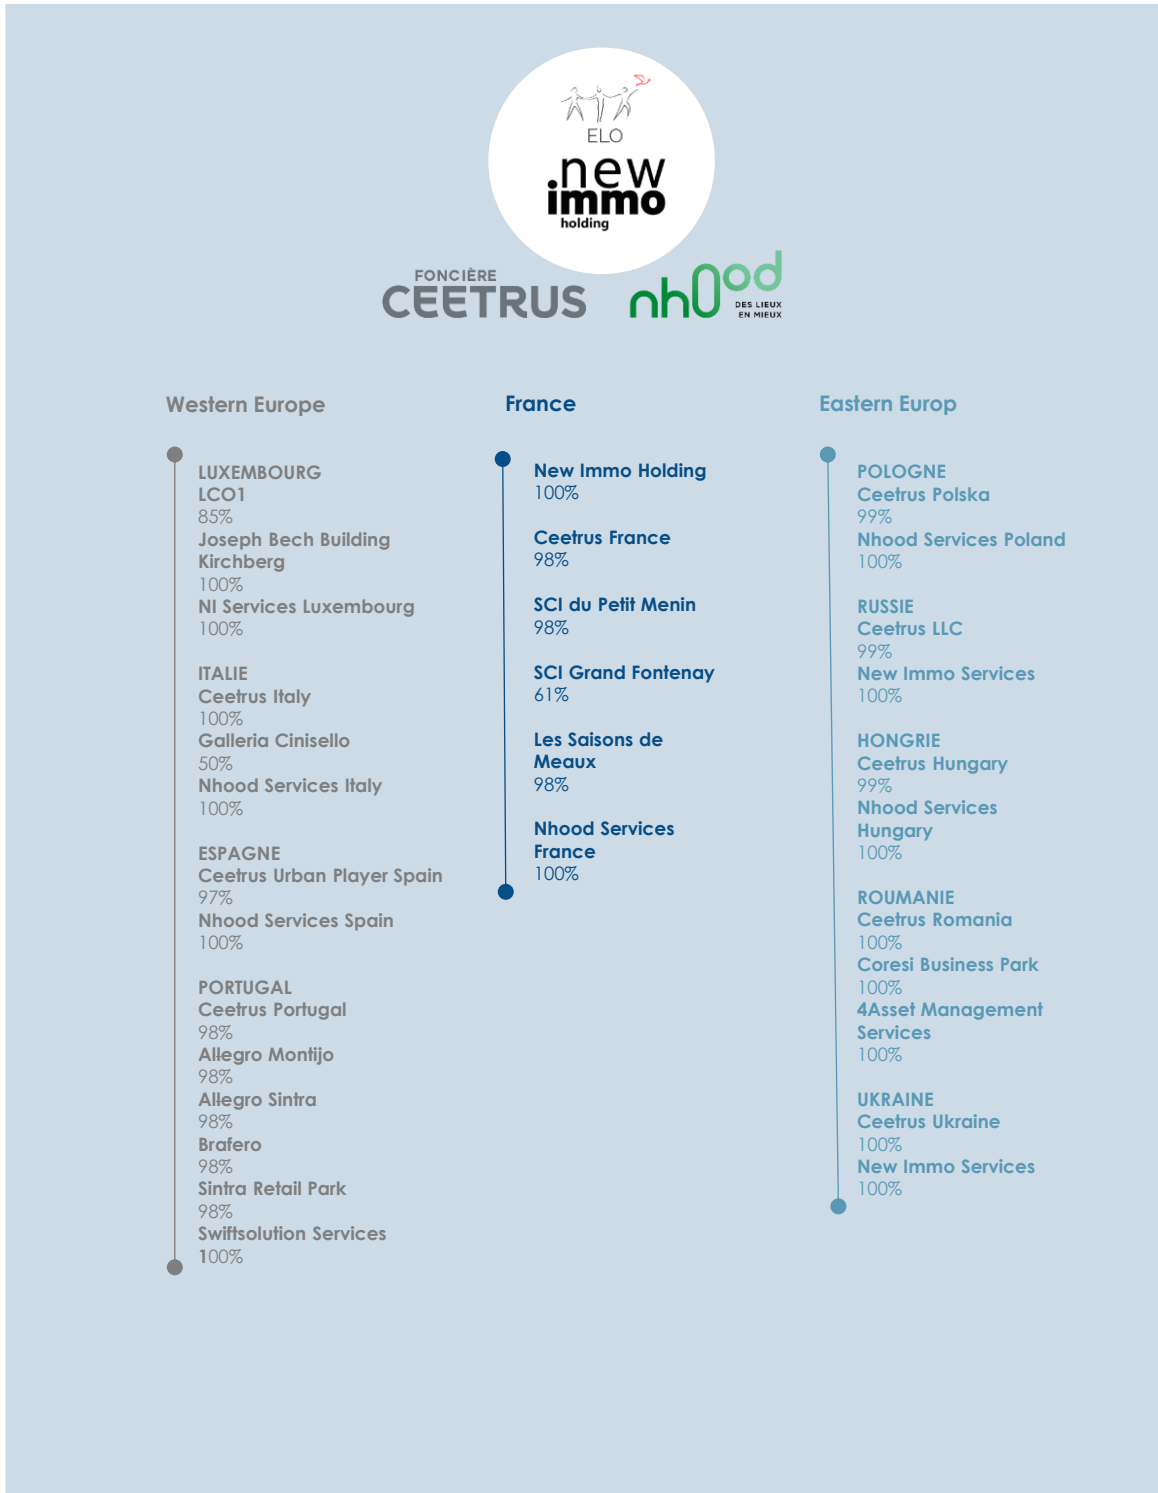 ELO
new
immo
holding
FONCIÈRE
CEETRUS
nhood
DES LIEUX
EN MIEUX
Western Europe
LUXEMBOURG
LCO1
85%
Joseph Bech Building
Kirchberg
100%
NI Services Luxembourg
100%
ITALIE
Ceetrus Italy
100%
Galleria Cinisello
50%
Nhood Services Italy
100%
ESPAGNE
Ceetrus Urban Player Spain
97%
Nhood Services Spain
100%
PORTUGAL
Ceetrus Portugal
98%
Allegro Montijo
98%
Allegro Sintra
98%
Brafero
98%
Sintra Retail Park
98%
Swiftsolution Services
100%
France
New Immo Holding
100%
Ceetrus France
98%
SCI du Petit Menin
98%
SCI Grand Fontenay
61%
Les Saisons de
Meaux
98%
Nhood Services
France
100%
Eastern Europ
POLOGNE
Ceetrus Polska
99%
Nhood Services Poland
100%
RUSSIE
Ceetrus LLC
99%
New Immo Services
100%
HONGRIE
Ceetrus Hungary
99%
Nhood Services
Hungary
100%
ROUMANIE
Ceetrus Romania
100%
Coresi Business Park
100%
4Asset Management
Services
100%
UKRAINE
Ceetrus Ukraine
100%
New Immo Services
100%